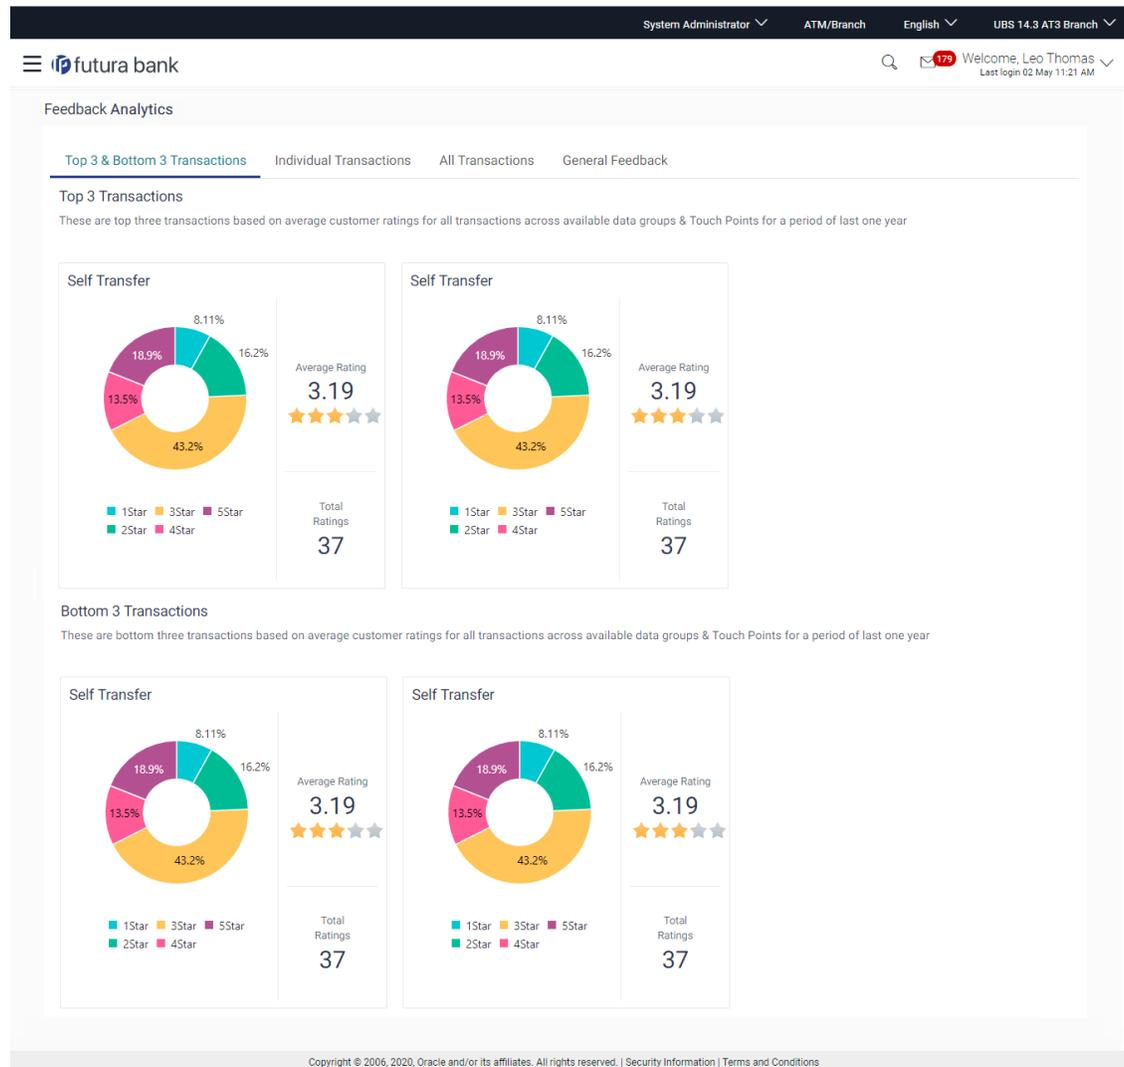 System Administrator ATM/Branch English UBS 14.3 AT3 Branch
futura bank 179 Welcome, Leo Thomas
Last login 02 May 11:21 AM
Feedback Analytics
Top 3 & Bottom 3 Transactions Individual Transactions All Transactions General Feedback
Top 3 Transactions
These are top three transactions based on average customer ratings for all transactions across available data groups & Touch Points for a period of last one year
Self Transfer
8.11%
16.2%
18.9%
13.5%
43.2%
1Star 3Star 5Star
2Star 4Star
Average Rating
3.19
Total
Ratings
37
Self Transfer
8.11%
16.2%
18.9%
13.5%
43.2%
1Star 3Star 5Star
2Star 4Star
Average Rating
3.19
Total
Ratings
37
Bottom 3 Transactions
These are bottom three transactions based on average customer ratings for all transactions across available data groups & Touch Points for a period of last one year
Self Transfer
8.11%
16.2%
18.9%
13.5%
43.2%
1Star 3Star 5Star
2Star 4Star
Average Rating
3.19
Total
Ratings
37
Self Transfer
8.11%
16.2%
18.9%
13.5%
43.2%
1Star 3Star 5Star
2Star 4Star
Average Rating
3.19
Total
Ratings
37
Copyright © 2006, 2020, Oracle and/or its affiliates. All rights reserved. | Security Information | Terms and Conditions